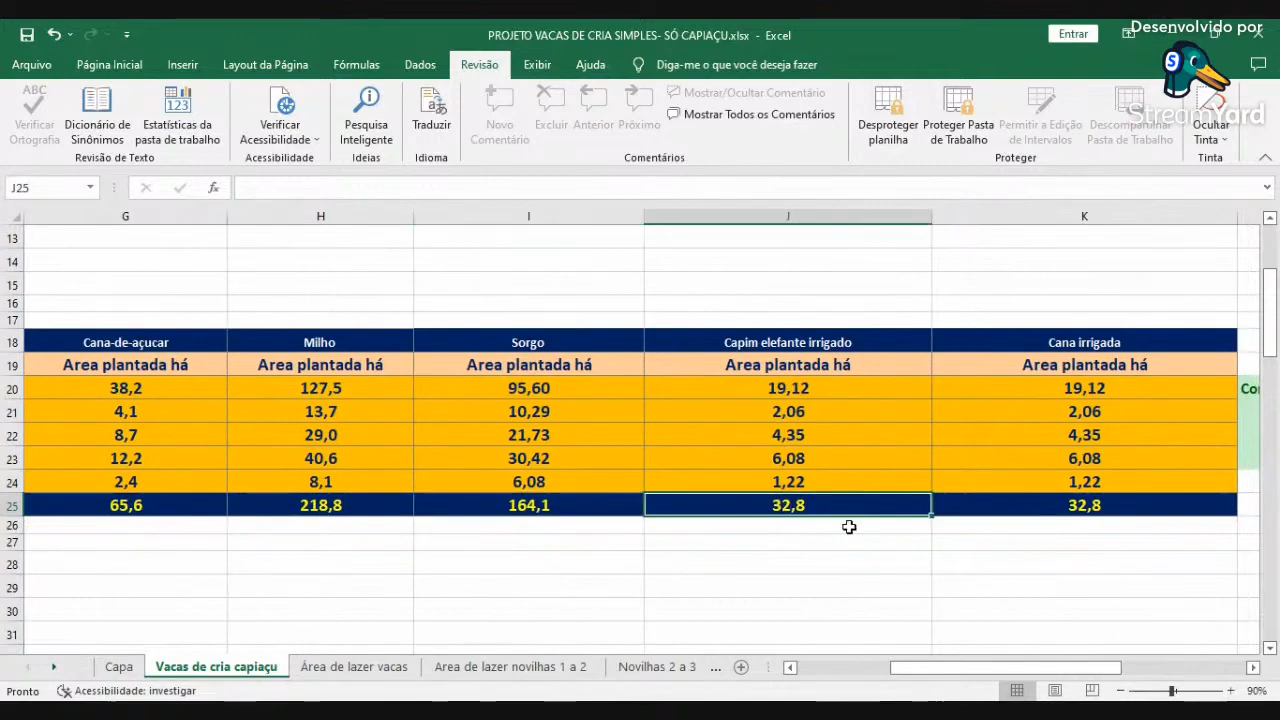 Desenvolvido por
StreamYard
PROJETO VACAS DE CRIA SIMPLES- SÓ CAPIAÇU.xlsx - Excel
Entrar
Arquivo Página Inicial Inserir Layout da Página Fórmulas Dados Revisão Exibir Ajuda Diga-me o que você deseja fazer
ABC
Verificar Ortografia
Dicionário de Sinônimos
123
Estatísticas da pasta de trabalho
Revisão de Texto
Verificar Acessibilidade
Acessibilidade
Pesquisa Inteligente
Ideias
Traduzir
Idioma
Novo Comentário
Excluir
Anterior
Próximo
Mostrar/Ocultar Comentário
Mostrar Todos os Comentários
Comentários
Desproteger planilha
Proteger Pasta de Trabalho
Permitir a Edição de Intervalos
Descompartilhar Pasta de Trabalho
Proteger
Ocultar Tinta
Tinta
J25 fx
G H I J K
13
14
15
16
17
18 Cana-de-açucar Milho Sorgo Capim elefante irrigado Cana irrigada
19 Area plantada há Area plantada há Area plantada há Area plantada há Area plantada há
20 38,2 127,5 95,60 19,12 19,12
21 4,1 13,7 10,29 2,06 2,06
22 8,7 29,0 21,73 4,35 4,35
23 12,2 40,6 30,42 6,08 6,08
24 2,4 8,1 6,08 1,22 1,22
25 65,6 218,8 164,1 32,8 32,8
26
27
28
29
30
31
Capa Vacas de cria capiaçu Área de lazer vacas Area de lazer novilhas 1 a 2 Novilhas 2 a 3 ...
Pronto Acessibilidade: investigar 90%